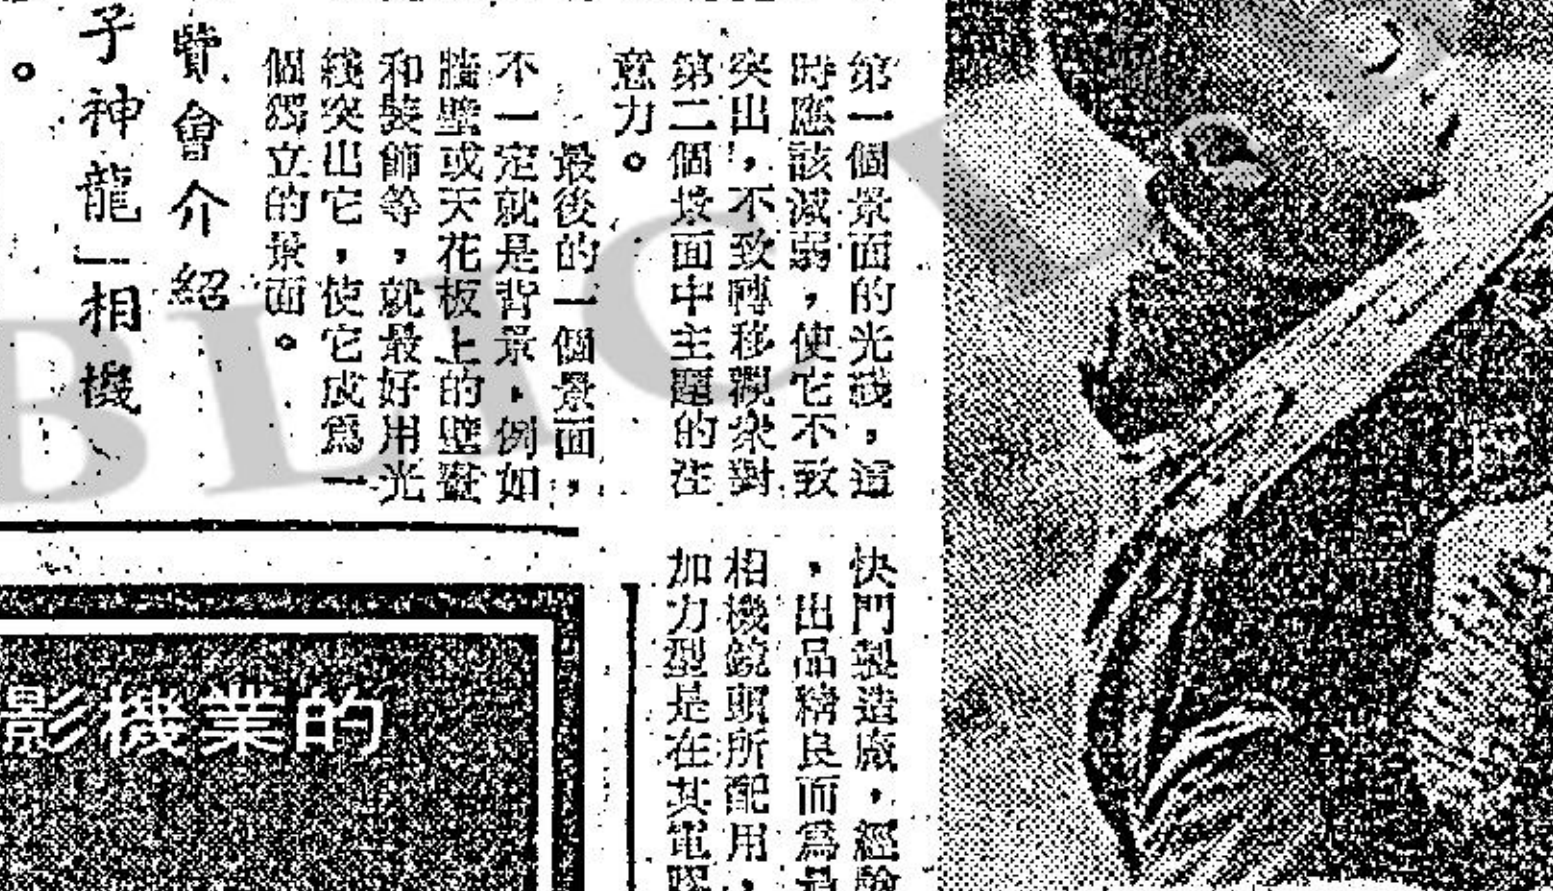 第一個景面的光綫，這
時應該減弱，使它不致
突出，不致轉移觀衆對
第二個景面中主題的注
意力。
最後的一個景面，
不一定就是背景，例如
牆壁或天花板上的壁畫
和裝飾等，就最好用光
綫突出它，使它成爲一
個獨立的景面。
覽會介紹
子神龍」相機
。
快門製造廠，經驗
，出品精良而爲最
相機鏡頭所配用，
加力型是在其電眼
影機業的
BLIC